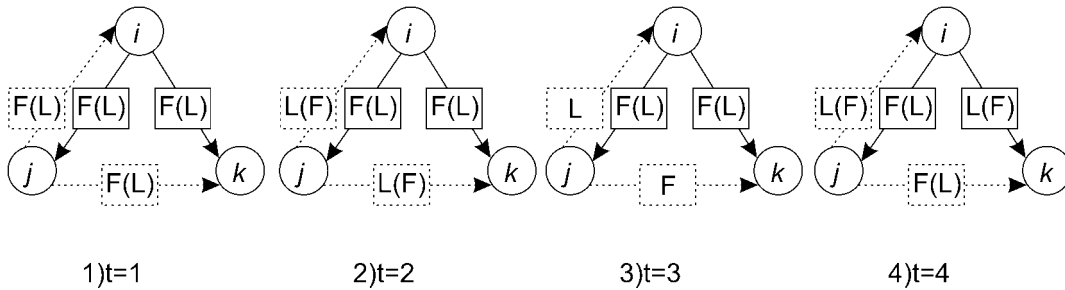 i i i i
F(L) F(L) F(L) L(F) F(L) F(L) L F(L) F(L) L(F) F(L) L(F)
j k j k j k j k
F(L) L(F) F F(L)
1)t=1 2)t=2 3)t=3 4)t=4